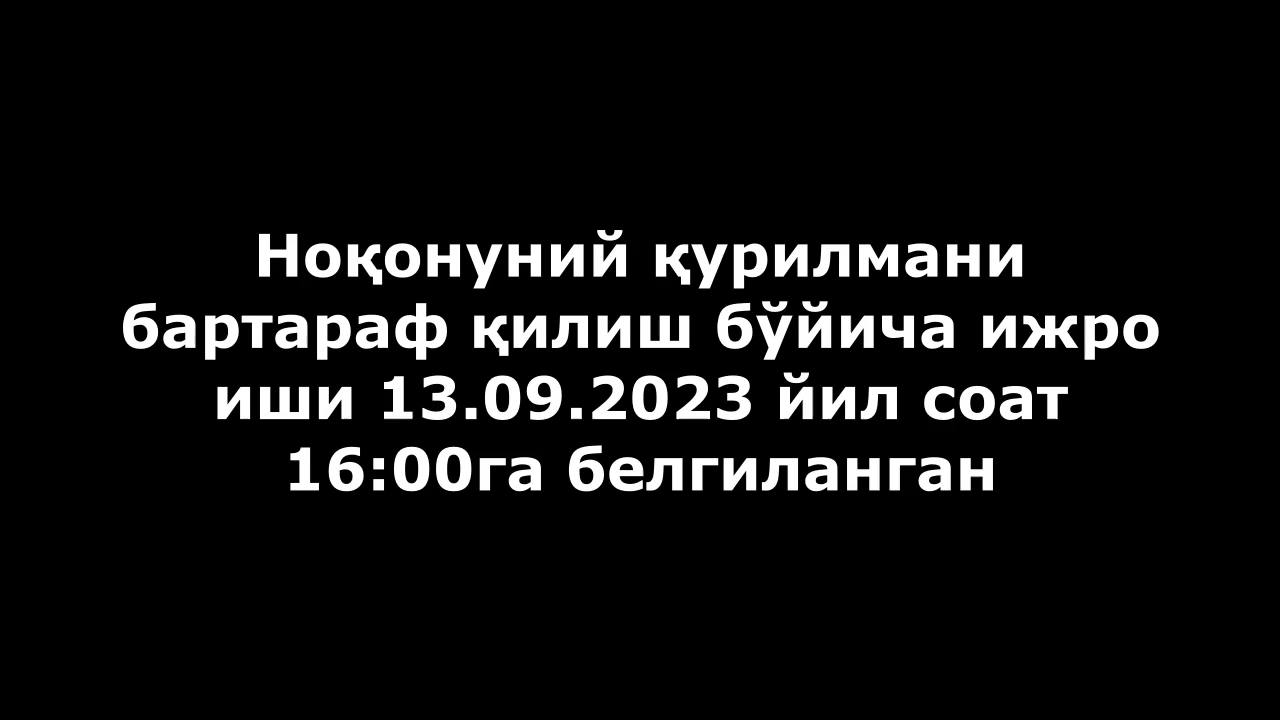 Ноқонуний қурилмани
бартараф қилиш бўйича ижро
иши 13.09.2023 йил соат
16:00га белгиланган